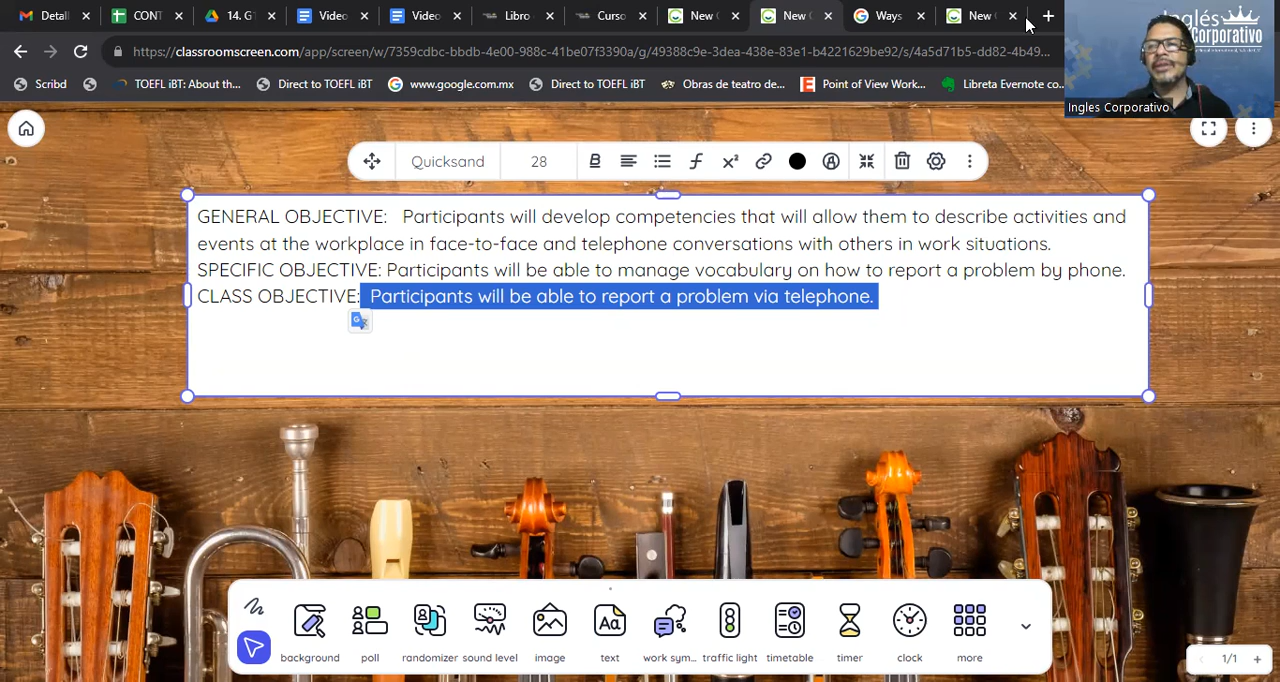 Detail
CONT
14. G1
Video
Video
Libro
Curso
New (
New (
Ways
New (
https://classroomscreen.com/app/screen/w/7359cdbc-bbdb-4e00-988c-41be07f3390a/g/49388c9e-3dea-438e-83e1-b4221629be92/s/4a5d71b5-dd82-4b49...
Scribd
TOEFL iBT: About the...
Direct to TOEFL iBT
www.google.com.mx
Direct to TOEFL iBT
Obras de teatro de...
Point of View Work...
Libreta Evernote co...
Inglés
Corporativo
Ingles Corporativo
Quicksand
28
GENERAL OBJECTIVE: Participants will develop competencies that will allow them to describe activities and
events at the workplace in face-to-face and telephone conversations with others in work situations.
SPECIFIC OBJECTIVE: Participants will be able to manage vocabulary on how to report a problem by phone.
CLASS OBJECTIVE: Participants will be able to report a problem via telephone.
background
poll
randomizer
sound level
image
text
work sym...
traffic light
timetable
timer
clock
more
1/1